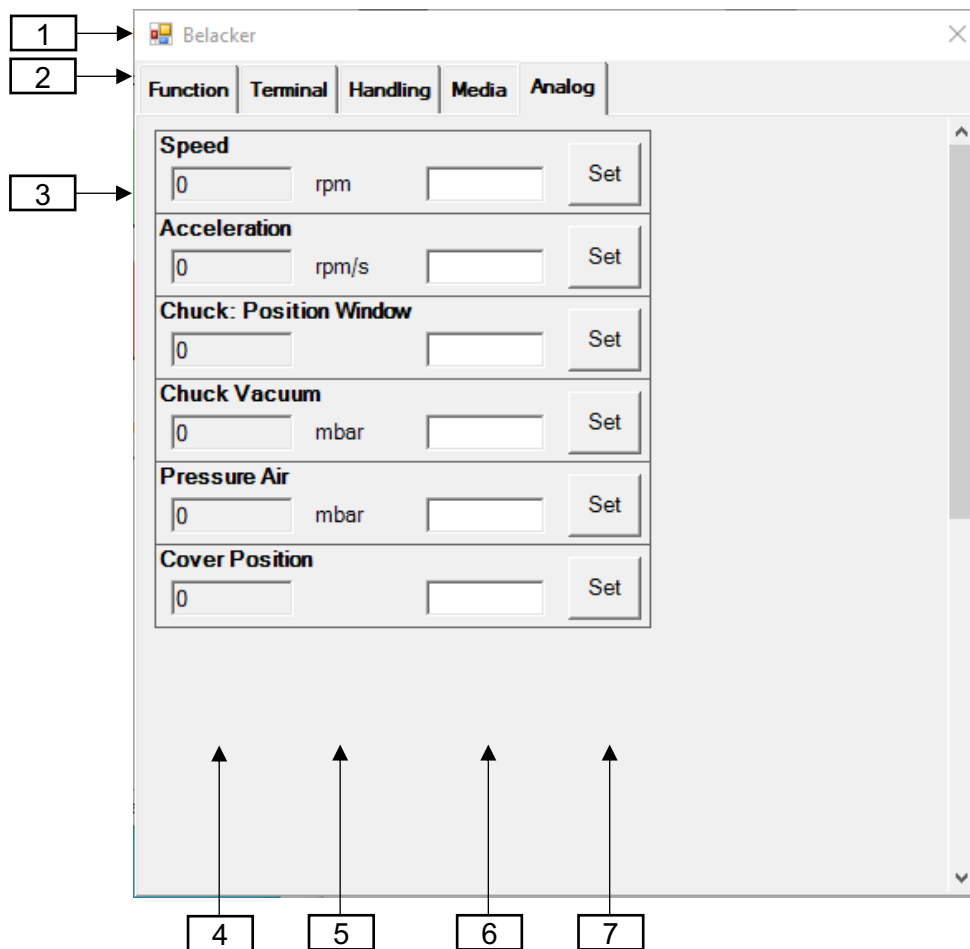 1
Belacker
2
Function Terminal Handling Media Analog
Speed
3
0 rpm Set
Acceleration
0 rpm/s Set
Chuck: Position Window
0 Set
Chuck Vacuum
0 mbar Set
Pressure Air
0 mbar Set
Cover Position
0 Set
4 5 6 7